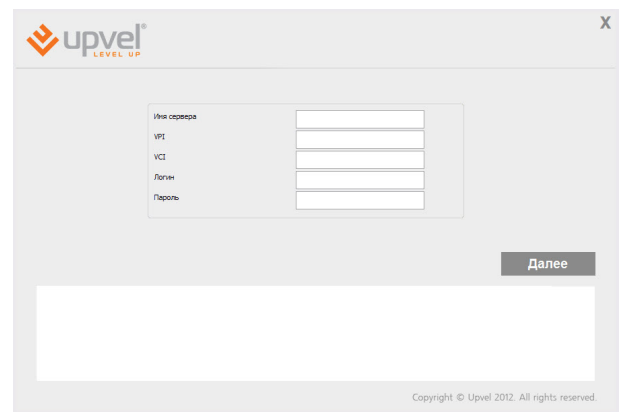 X
upvel®
LEVEL UP
Имя сервера
VPI
VCI
Логин
Пароль
Далее
Copyright © Upvel 2012. All rights reserved.